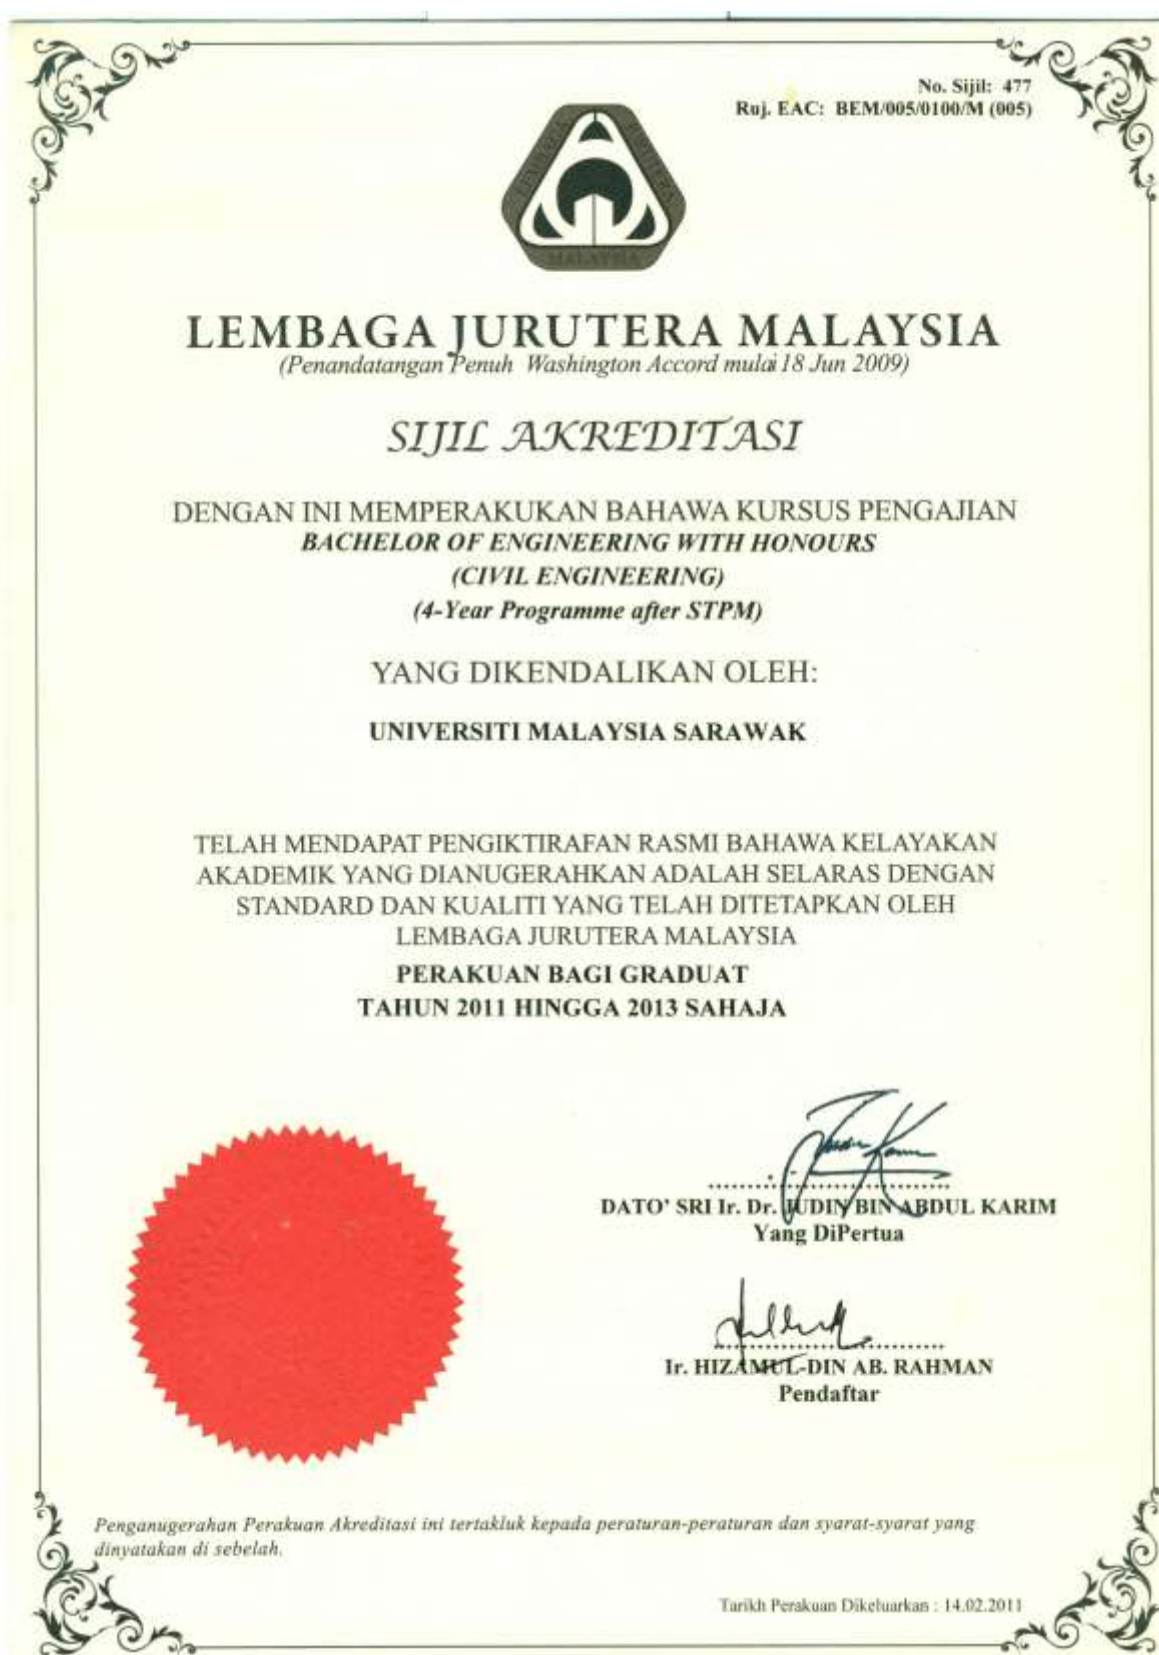 No. Sijil: 477
Ruj. EAC: BEM/005/0100/M (005)
LEMBAGA JURUTERA MALAYSIA
LEMBAGA JURUTERA MALAYSIA
(Penandatangan Penuh Washington Accord mulai 18 Jun 2009)
SIJIL AKREDITASI
DENGAN INI MEMPERAKUKAN BAHAWA KURSUS PENGAJIAN
BACHELOR OF ENGINEERING WITH HONOURS
(CIVIL ENGINEERING)
(4-Year Programme after STPM)
YANG DIKENDALIKAN OLEH:
UNIVERSITI MALAYSIA SARAWAK
TELAH MENDAPAT PENGIKTIRAFAN RASMI BAHAWA KELAYAKAN
AKADEMIK YANG DIANUGERAHKAN ADALAH SELARAS DENGAN
STANDARD DAN KUALITI YANG TELAH DITETAPKAN OLEH
LEMBAGA JURUTERA MALAYSIA
PERAKUAN BAGI GRADUAT
TAHUN 2011 HINGGA 2013 SAHAJA
DATO' SRI Ir. Dr. JUDIN BIN ABDUL KARIM
Yang DiPertua
Ir. HIZAMUL-DIN AB. RAHMAN
Pendaftar
Penganugerahan Perakuan Akreditasi ini tertakluk kepada peraturan-peraturan dan syarat-syarat yang
dinyatakan di sebelah.
Tarikh Perakuan Dikeluarkan : 14.02.2011